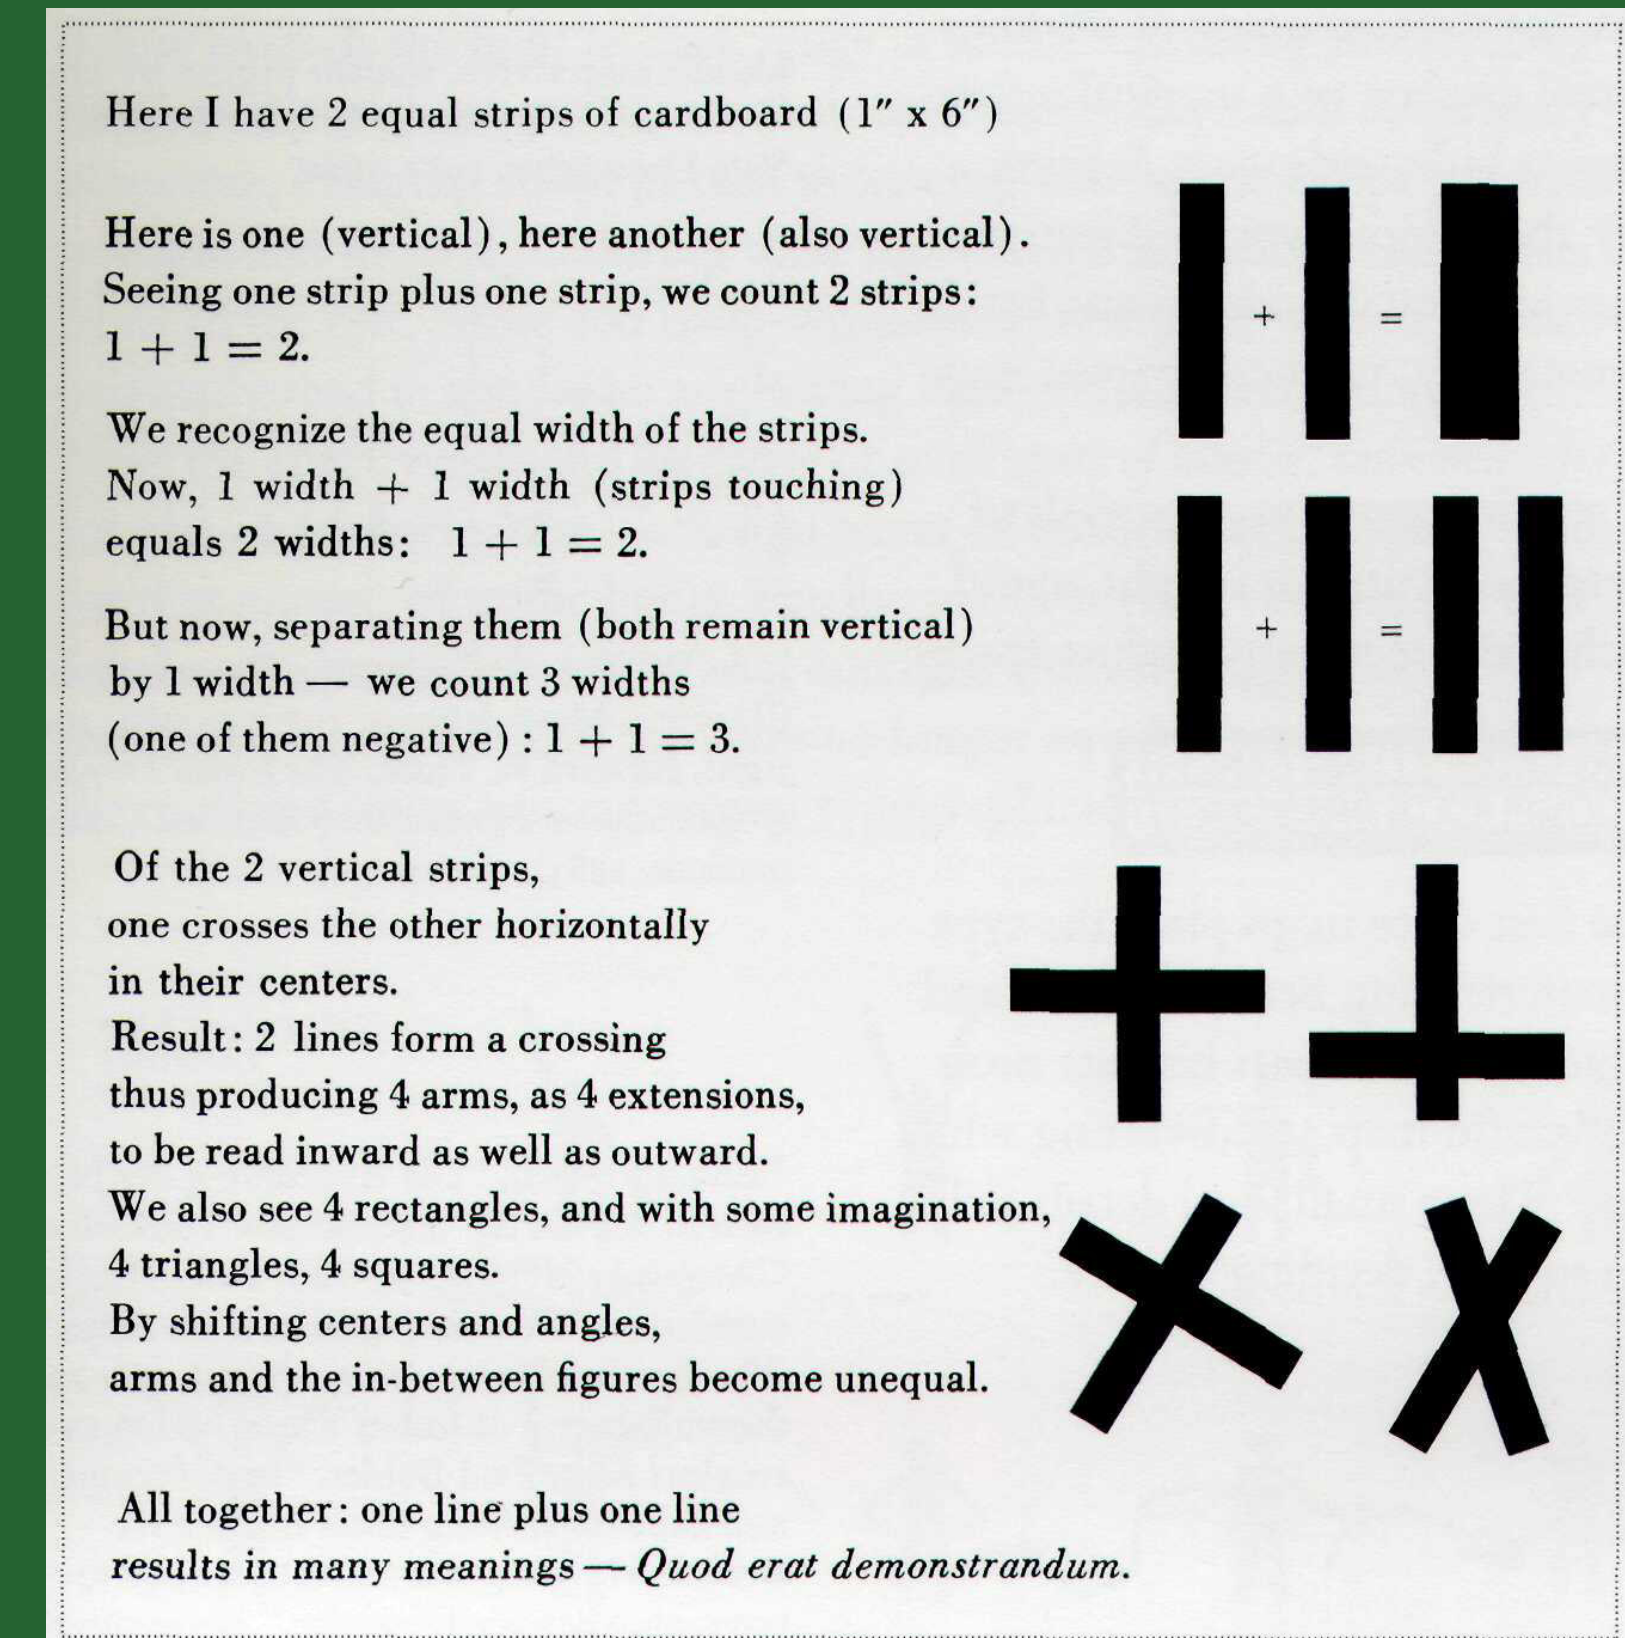 Here I have 2 equal strips of cardboard (1″ x 6″)
Here is one (vertical), here another (also vertical).
Seeing one strip plus one strip, we count 2 strips:
1 + 1 = 2.
+ =
We recognize the equal width of the strips.
Now, 1 width + 1 width (strips touching)
equals 2 widths: 1 + 1 = 2.
But now, separating them (both remain vertical)
by 1 width — we count 3 widths
(one of them negative) : 1 + 1 = 3.
+ =
Of the 2 vertical strips,
one crosses the other horizontally
in their centers.
Result: 2 lines form a crossing
thus producing 4 arms, as 4 extensions,
to be read inward as well as outward.
We also see 4 rectangles, and with some imagination,
4 triangles, 4 squares.
By shifting centers and angles,
arms and the in-between figures become unequal.
All together: one line plus one line
results in many meanings — Quod erat demonstrandum.